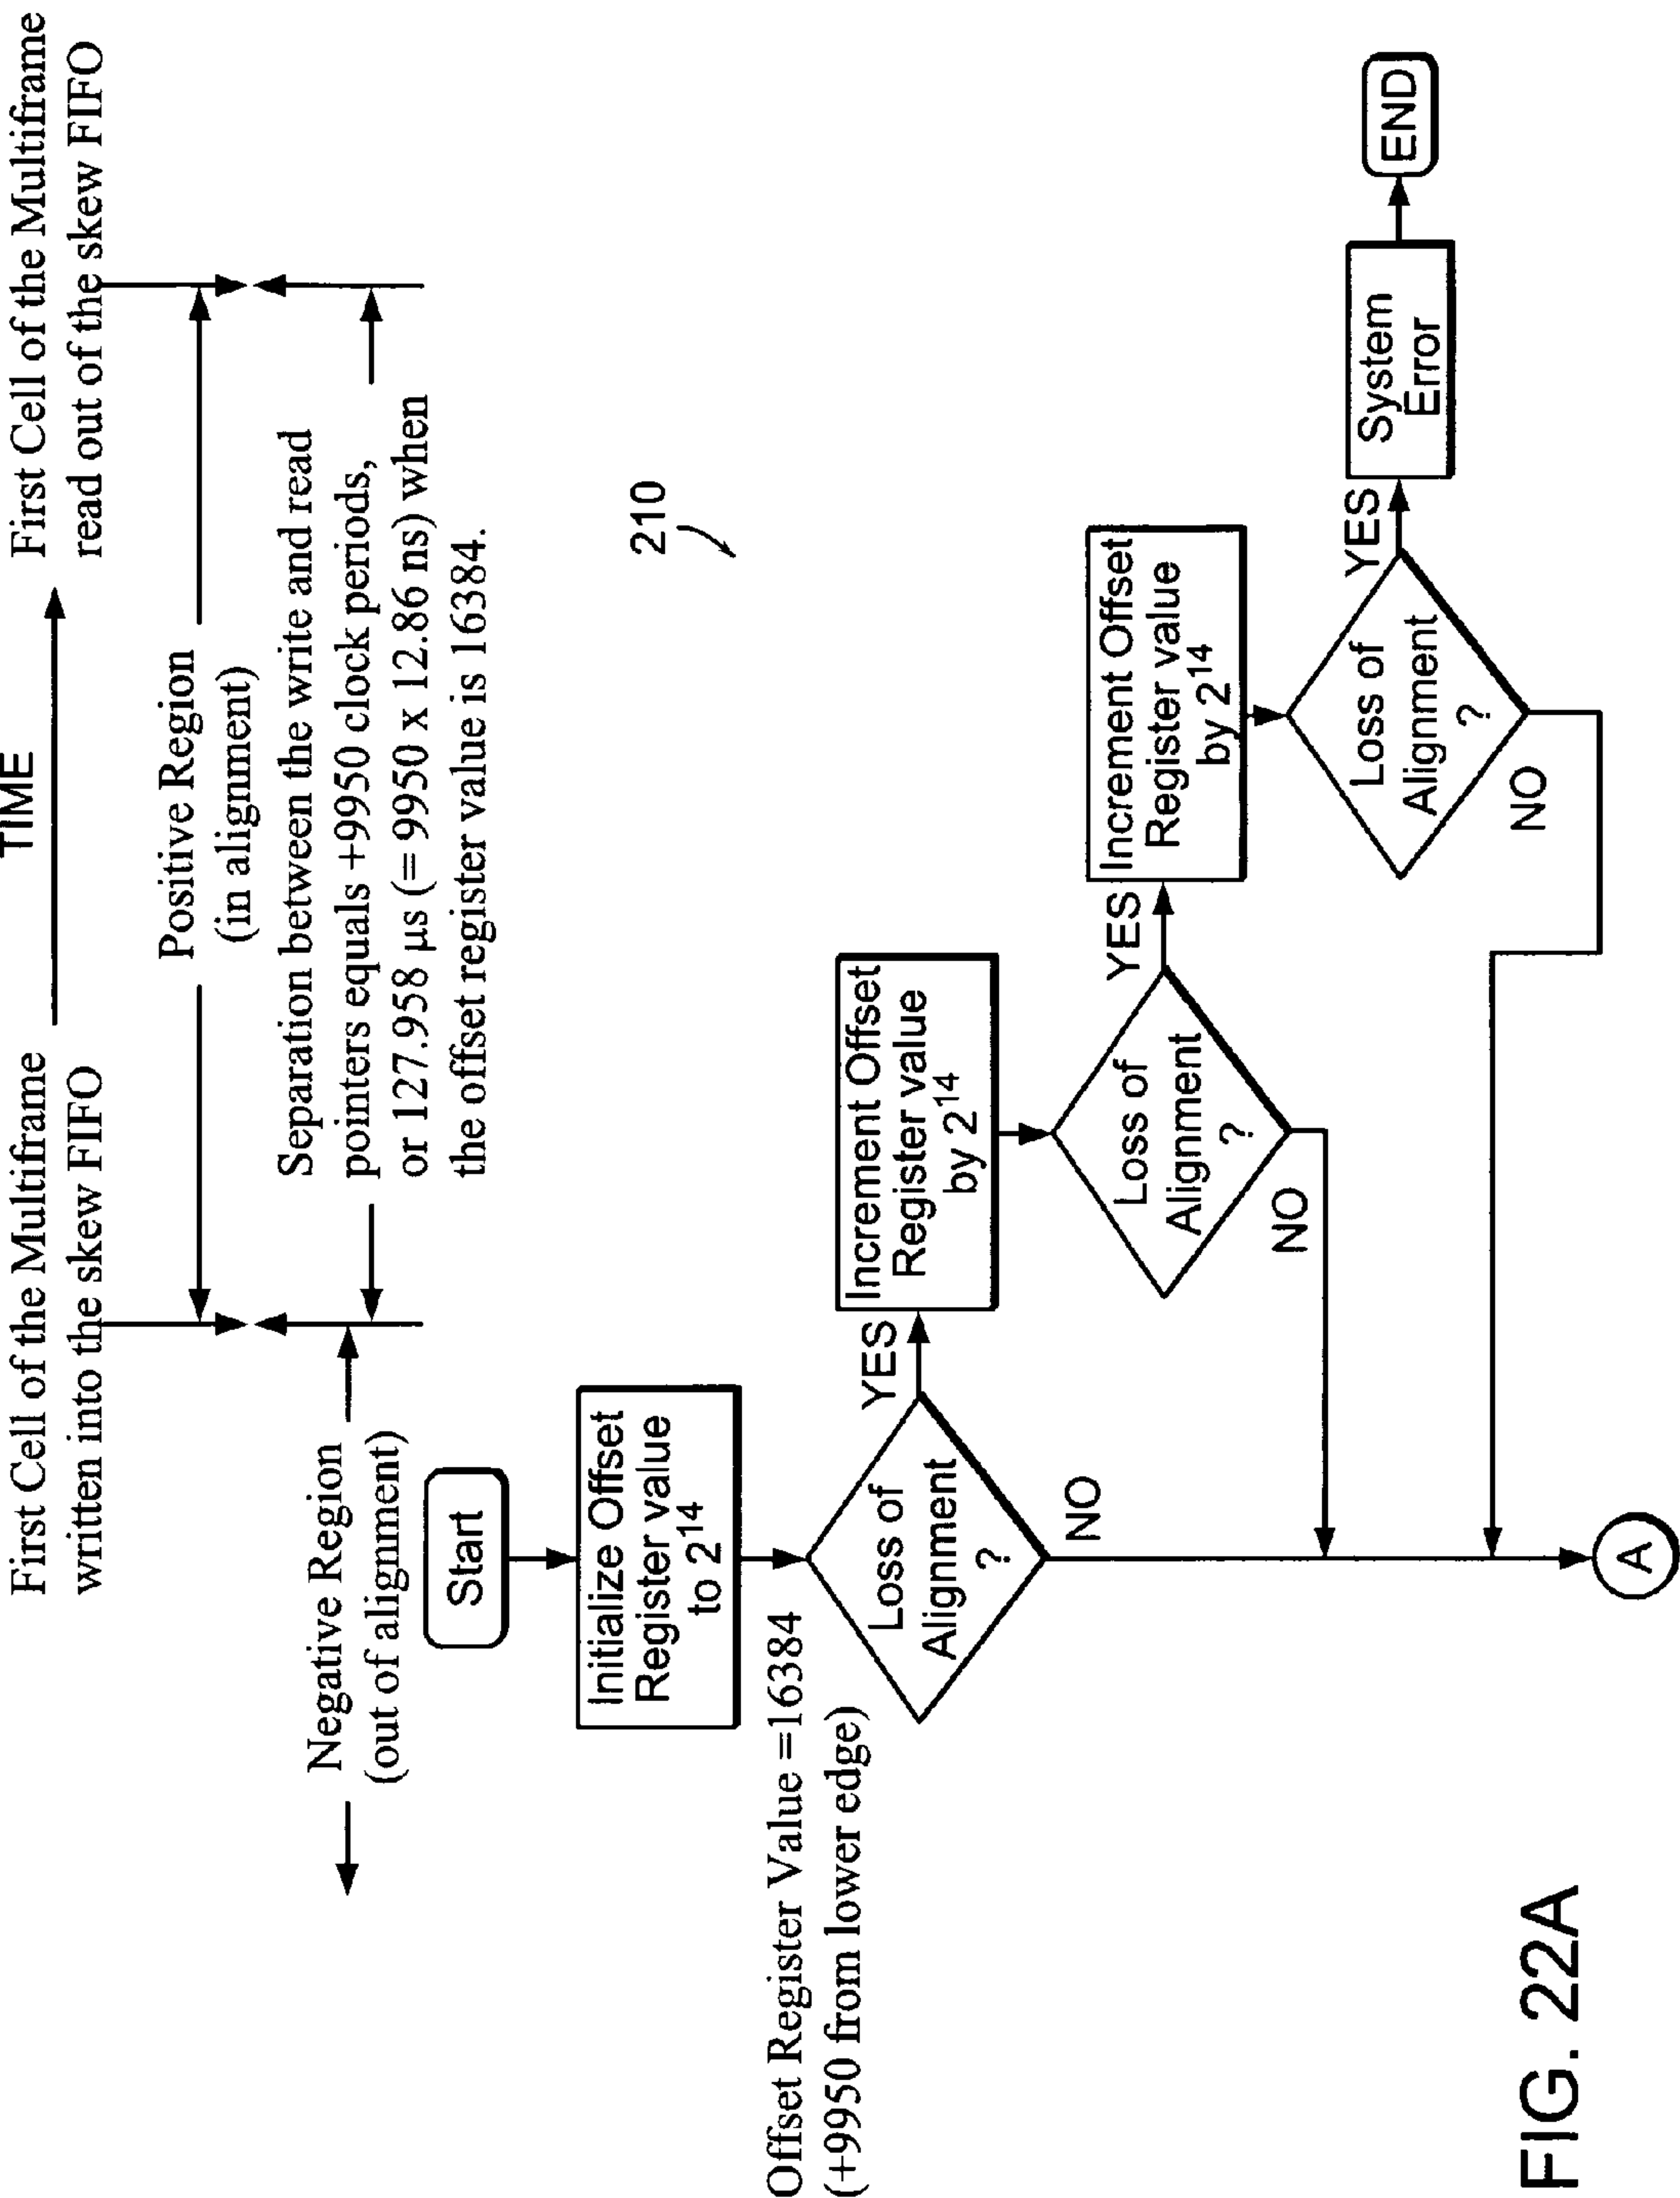 TIME
First Cell of the Multiframe
written into the skew FIFO
First Cell of the Multiframe
read out of the skew FIFO
Positive Region
(in alignment)
Negative Region
(out of alignment)
Separation between the write and read
pointers equals +9950 clock periods,
or 127.958 µs (= 9950 x 12.86 ns) when
the offset register value is 16384.
210
Start
Initialize Offset
Register value
to 2^14
Offset Register Value =16384
(+9950 from lower edge)
Loss of
Alignment
?
YES
NO
Increment Offset
Register value
by 2^14
Loss of
Alignment
?
YES
NO
Increment Offset
Register value
by 2^14
Loss of
Alignment
?
YES
NO
System
Error
END
A
FIG. 22A